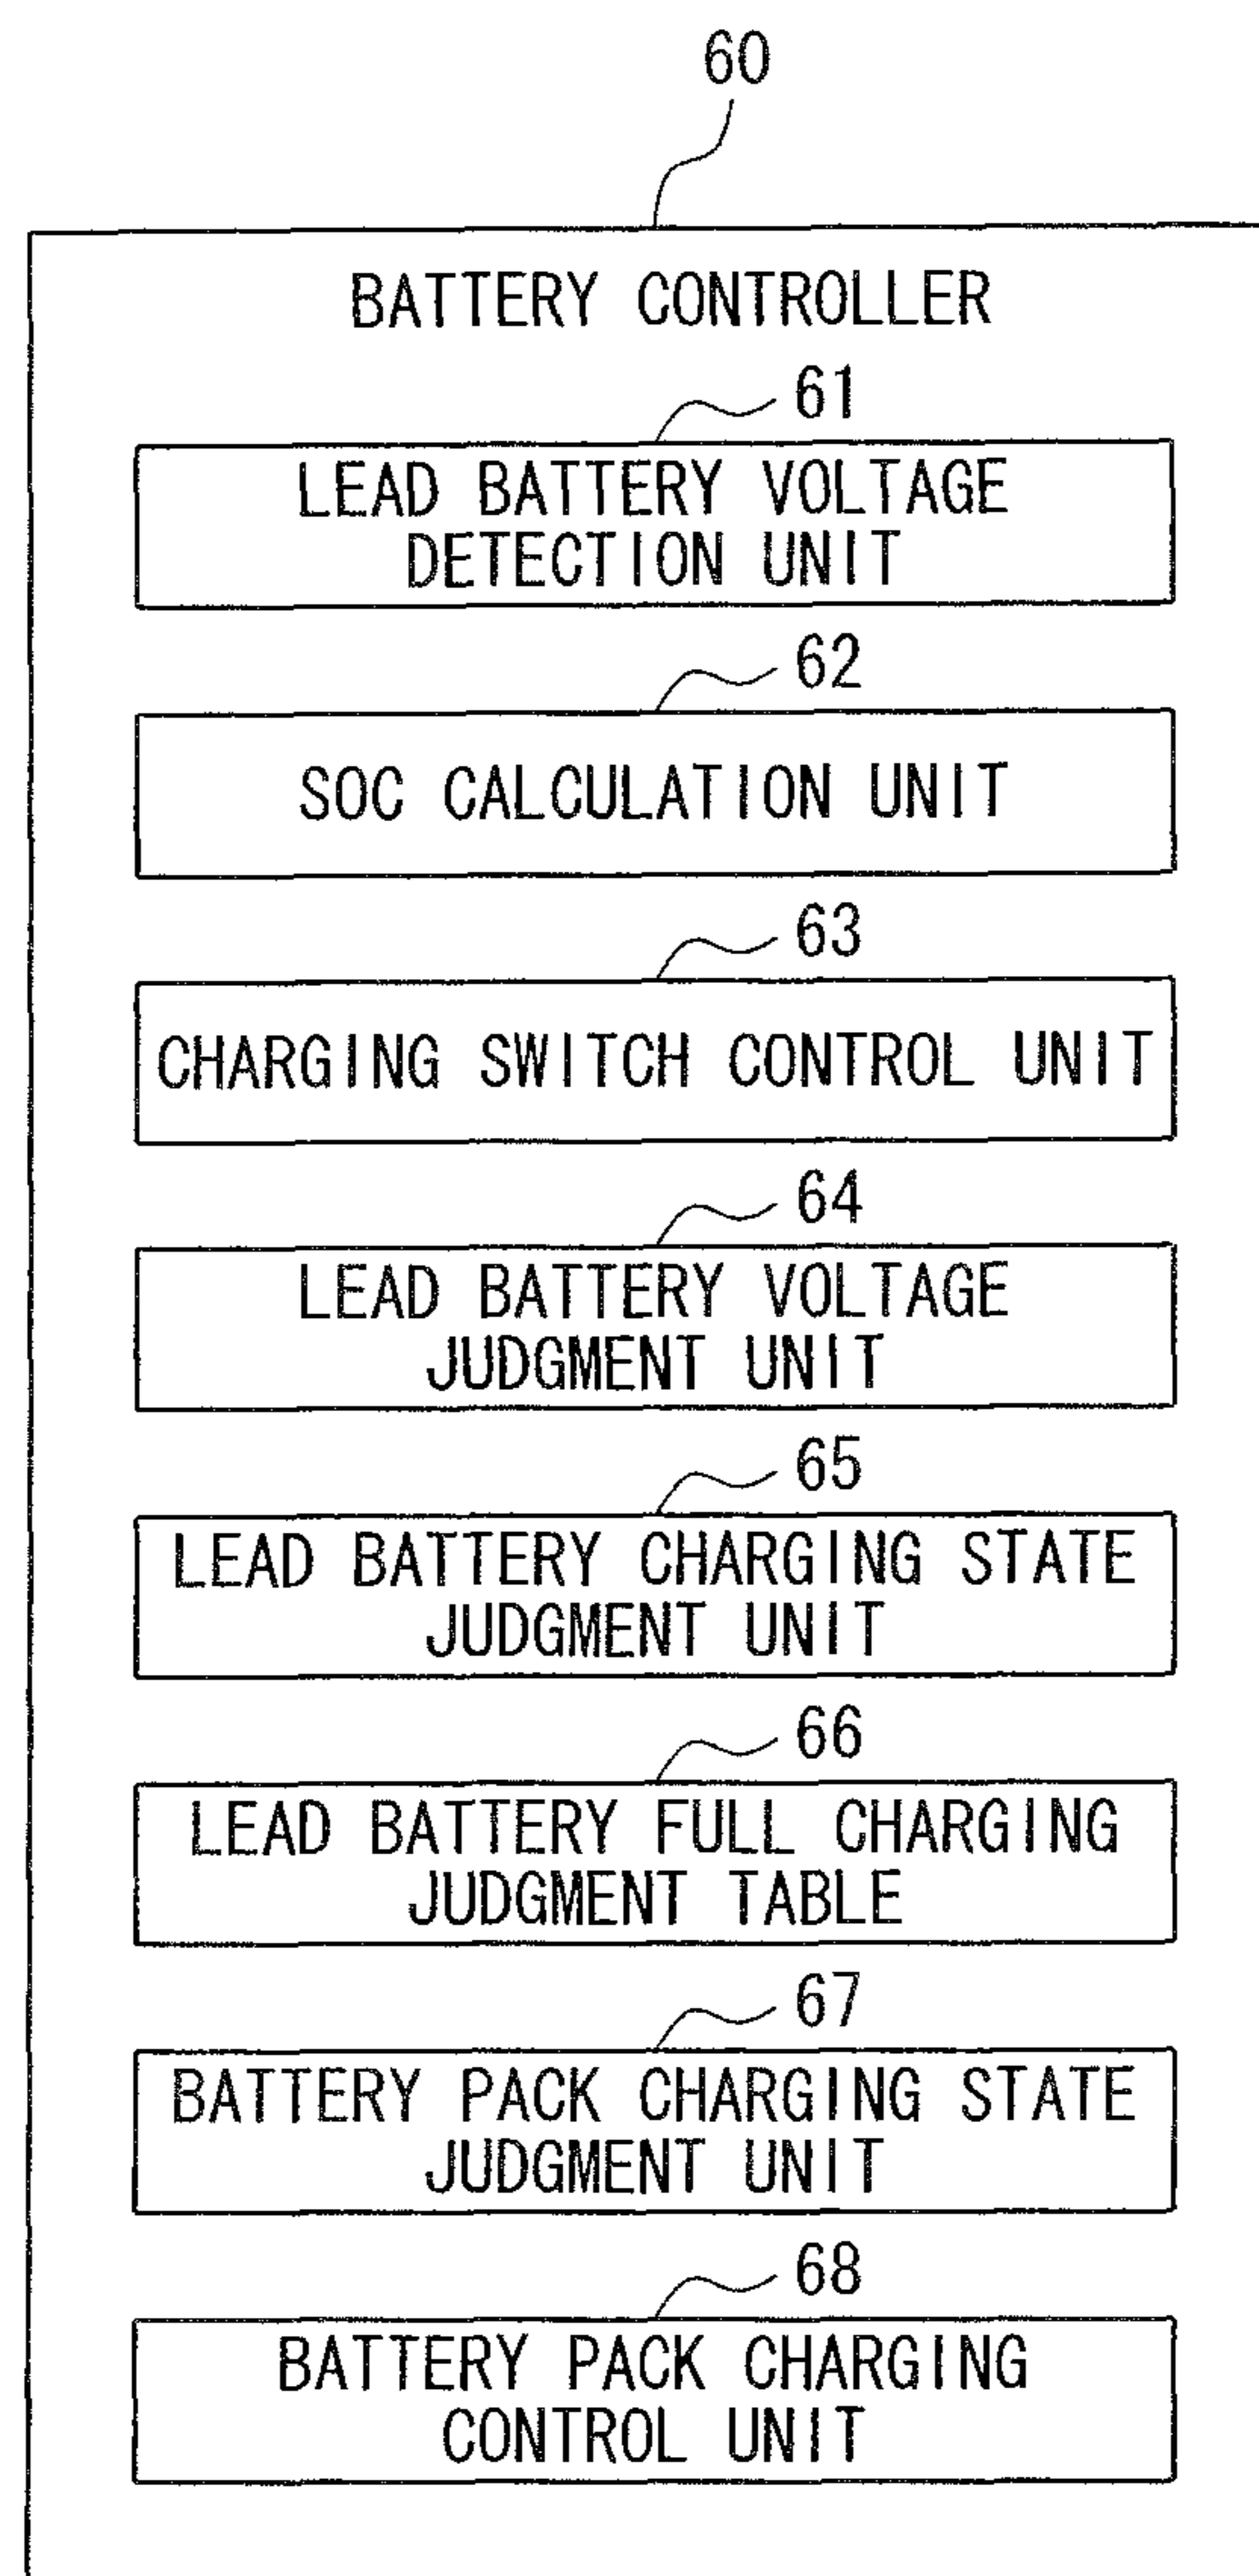 60
BATTERY CONTROLLER
61
LEAD BATTERY VOLTAGE
DETECTION UNIT
62
SOC CALCULATION UNIT
63
CHARGING SWITCH CONTROL UNIT
64
LEAD BATTERY VOLTAGE
JUDGMENT UNIT
65
LEAD BATTERY CHARGING STATE
JUDGMENT UNIT
66
LEAD BATTERY FULL CHARGING
JUDGMENT TABLE
67
BATTERY PACK CHARGING STATE
JUDGMENT UNIT
68
BATTERY PACK CHARGING
CONTROL UNIT